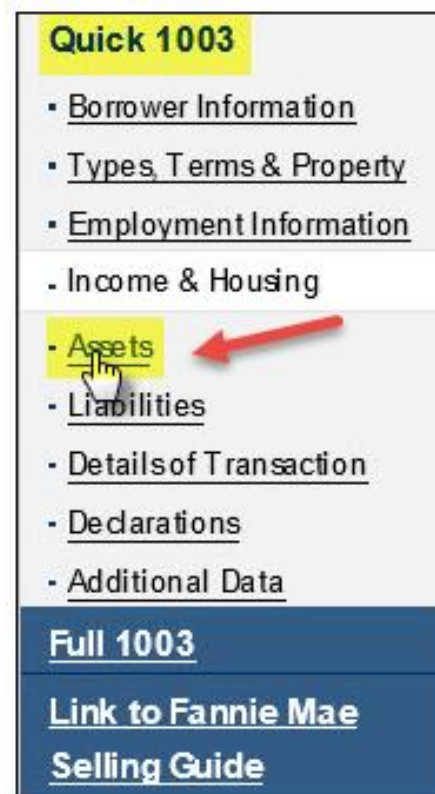 Quick 1003
Borrower Information
Types, Terms & Property
Employment Information
Income & Housing
Assets
Liabilities
Details of Transaction
Declarations
Additional Data
Full 1003
Link to Fannie Mae
Selling Guide